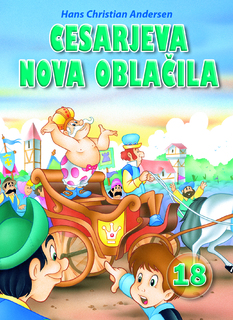 Hans Christian Andersen
CESARJEVA
NOVA OBLAČILA
18